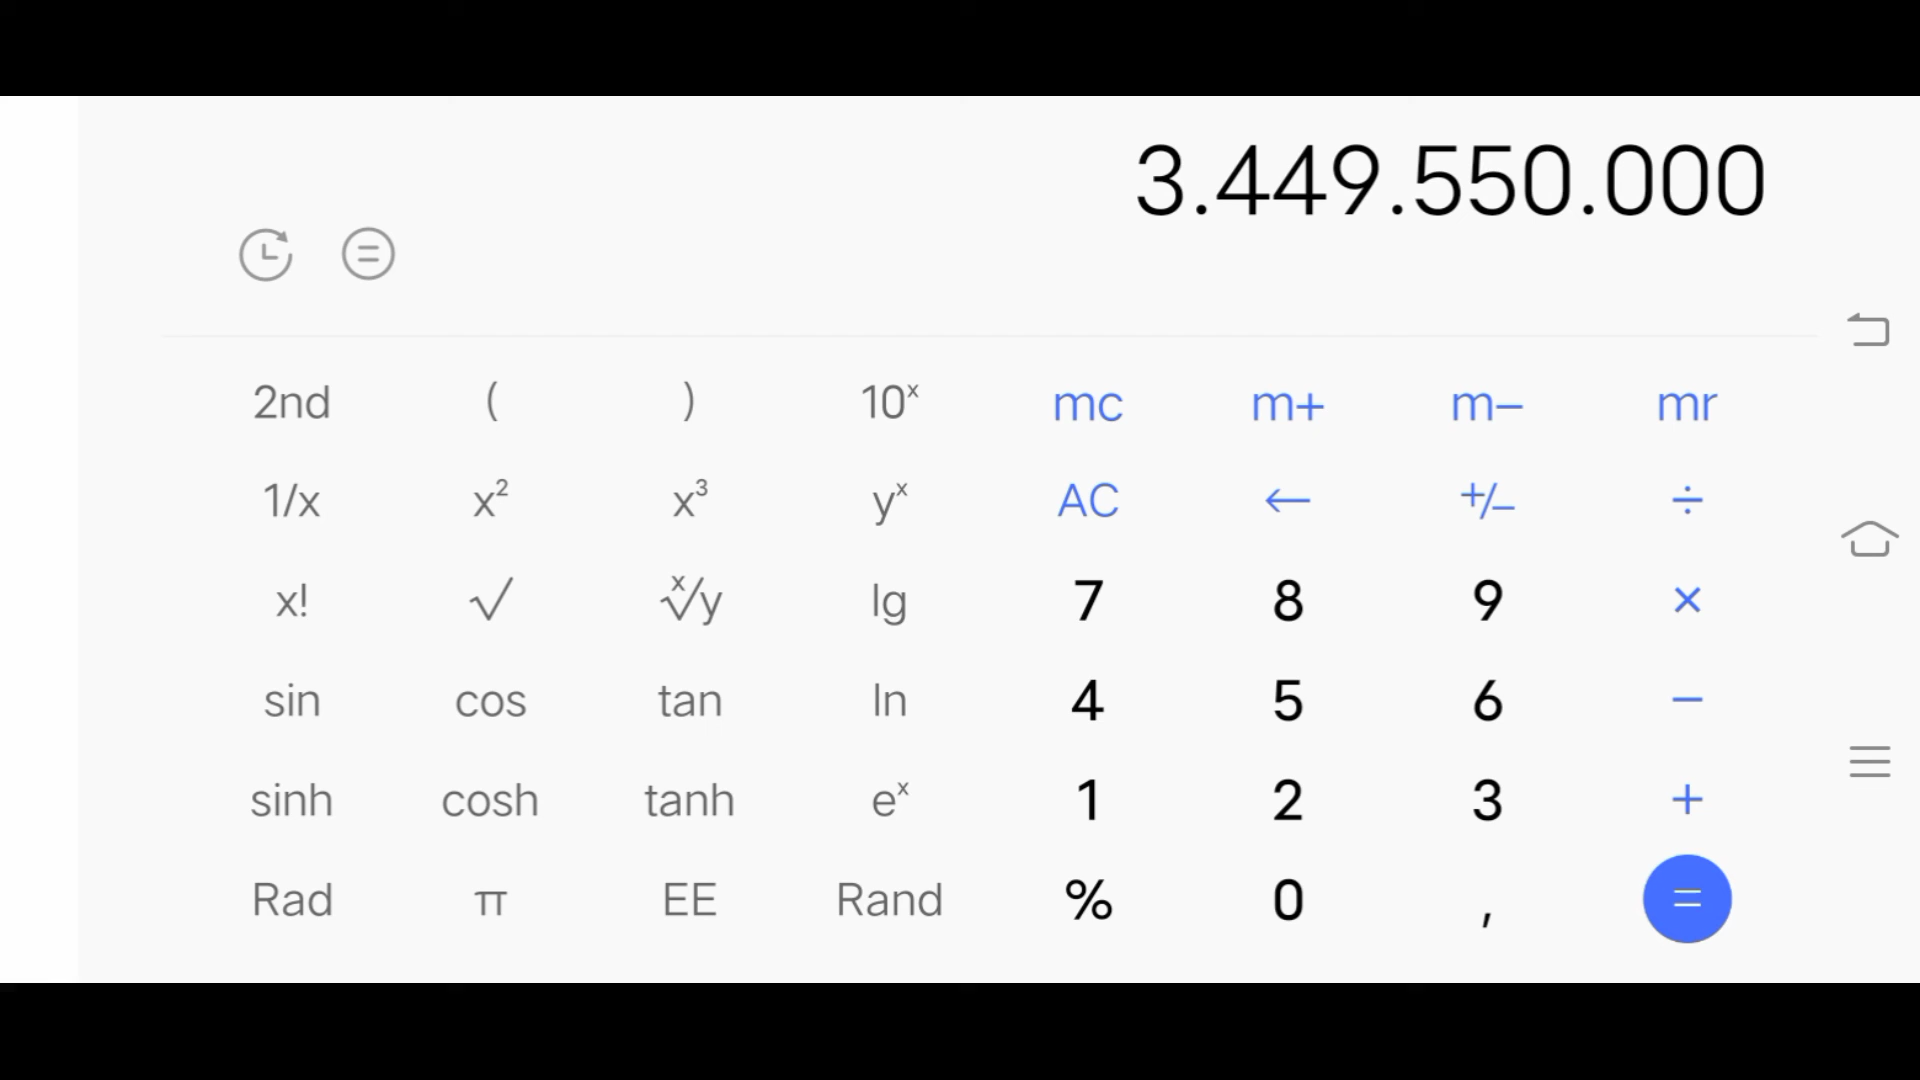 3.449.550.000
2nd ( ) 10ˣ mc m+ m– mr
1/x x² x³ yˣ AC ← +/– ÷
x! √ ˣ√y lg 7 8 9 ×
sin cos tan ln 4 5 6 −
sinh cosh tanh eˣ 1 2 3 +
Rad π EE Rand % 0 , =